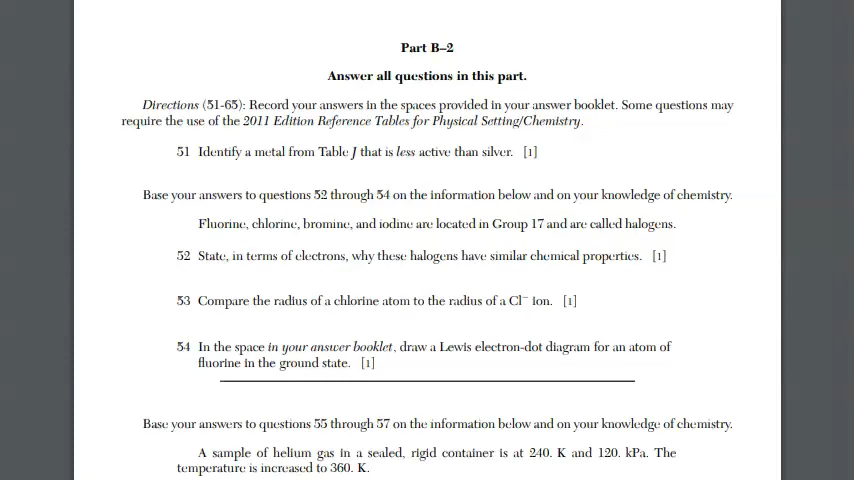 Part B–2
Answer all questions in this part.
Directions (51-65): Record your answers in the spaces provided in your answer booklet. Some questions may
require the use of the 2011 Edition Reference Tables for Physical Setting/Chemistry.
51 Identify a metal from Table J that is less active than silver. [1]
Base your answers to questions 52 through 54 on the information below and on your knowledge of chemistry.
Fluorine, chlorine, bromine, and iodine are located in Group 17 and are called halogens.
52 State, in terms of electrons, why these halogens have similar chemical properties. [1]
53 Compare the radius of a chlorine atom to the radius of a Cl⁻ ion. [1]
54 In the space in your answer booklet, draw a Lewis electron-dot diagram for an atom of
fluorine in the ground state. [1]
Base your answers to questions 55 through 57 on the information below and on your knowledge of chemistry.
A sample of helium gas in a sealed, rigid container is at 240. K and 120. kPa. The
temperature is increased to 360. K.